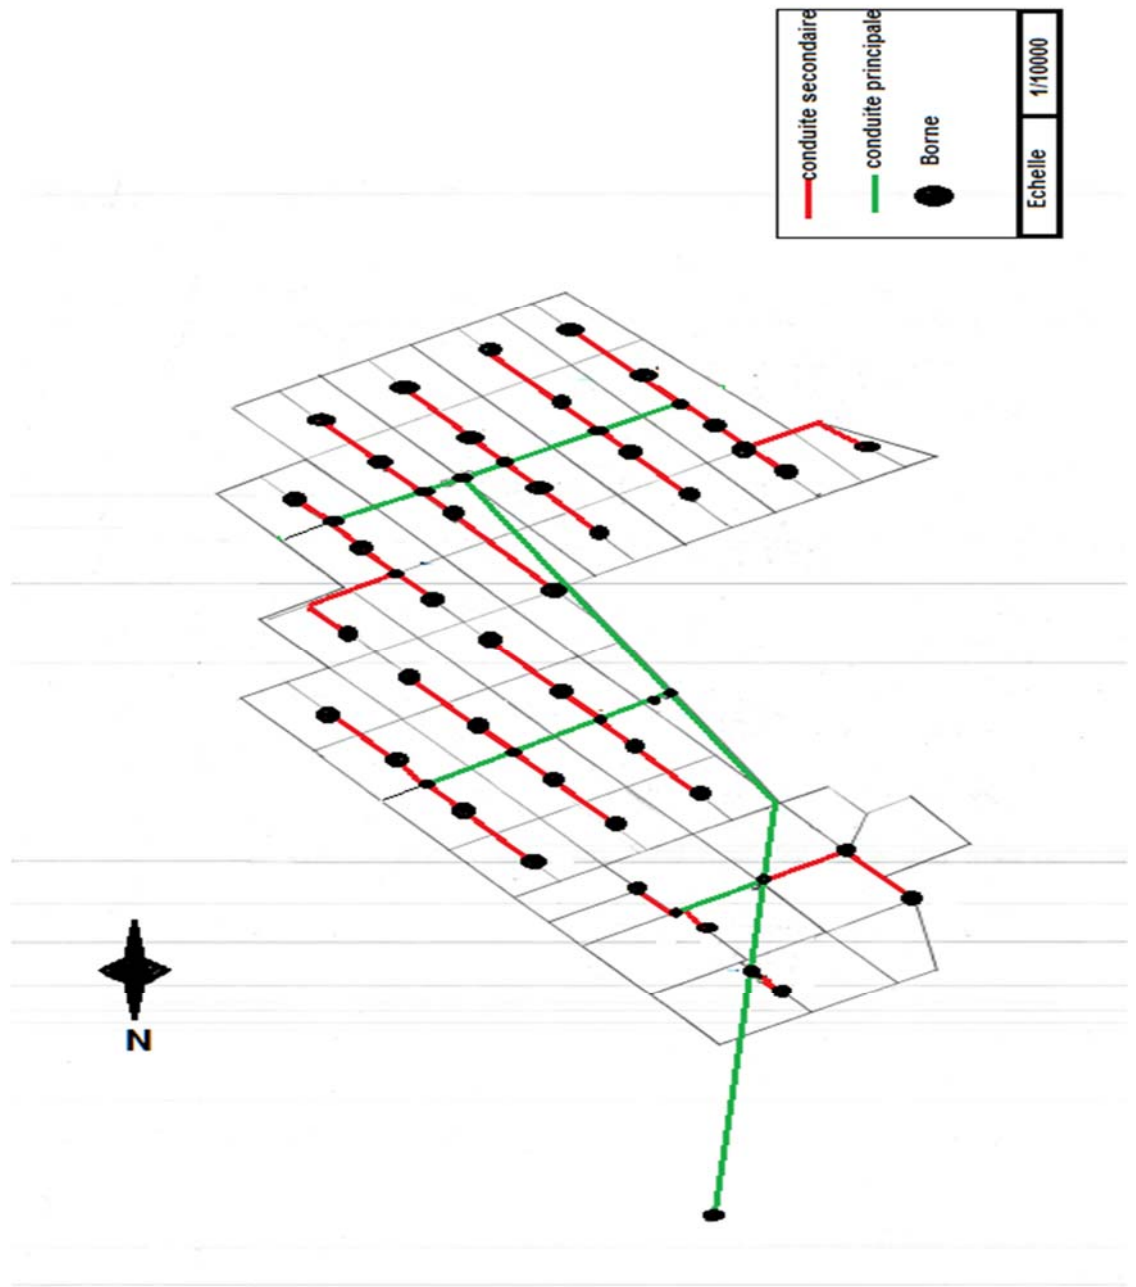 conduite secondaire
conduite principale
Borne
Echelle 1/10000
N